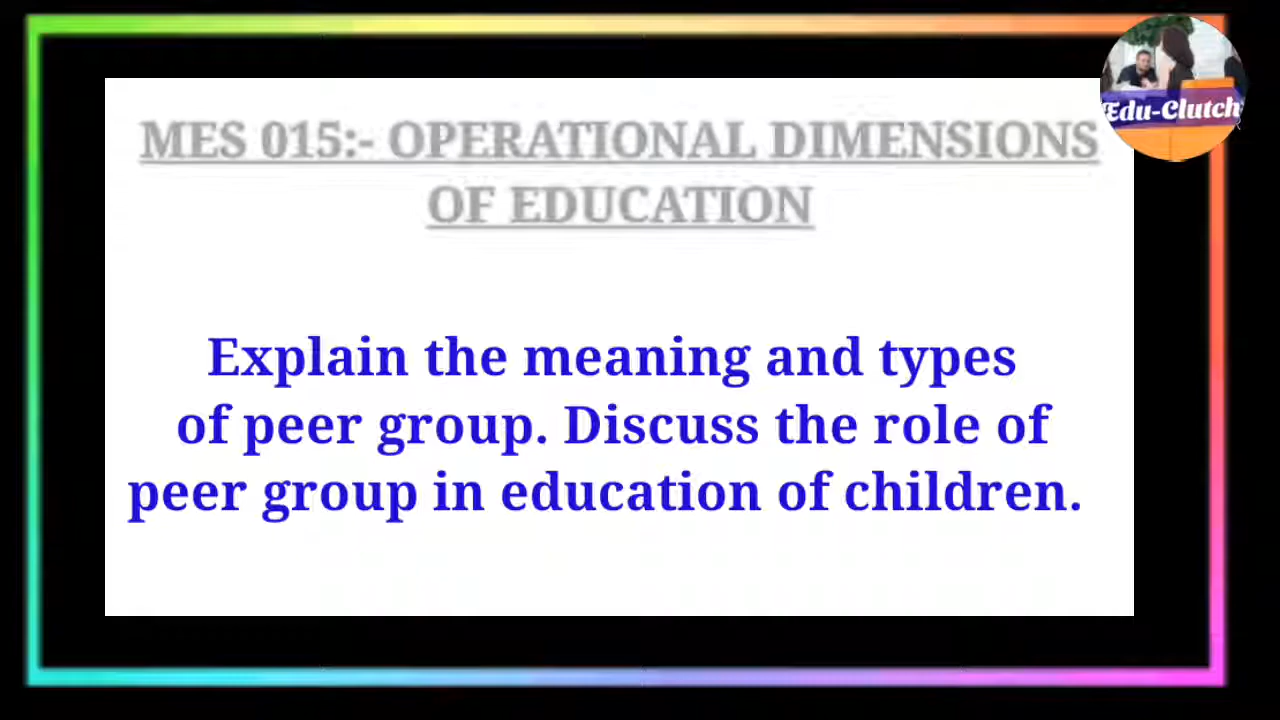 MES 015:- OPERATIONAL DIMENSIONS
OF EDUCATION
Edu-Clutch
Explain the meaning and types
of peer group. Discuss the role of
peer group in education of children.